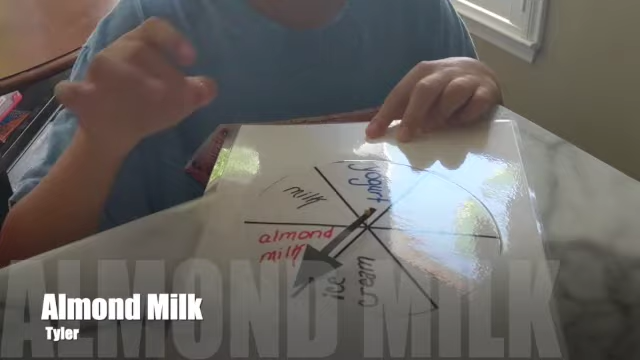 yogurt
milk
almond
milk
ice
cream
ALMOND MILK
Almond Milk
Tyler